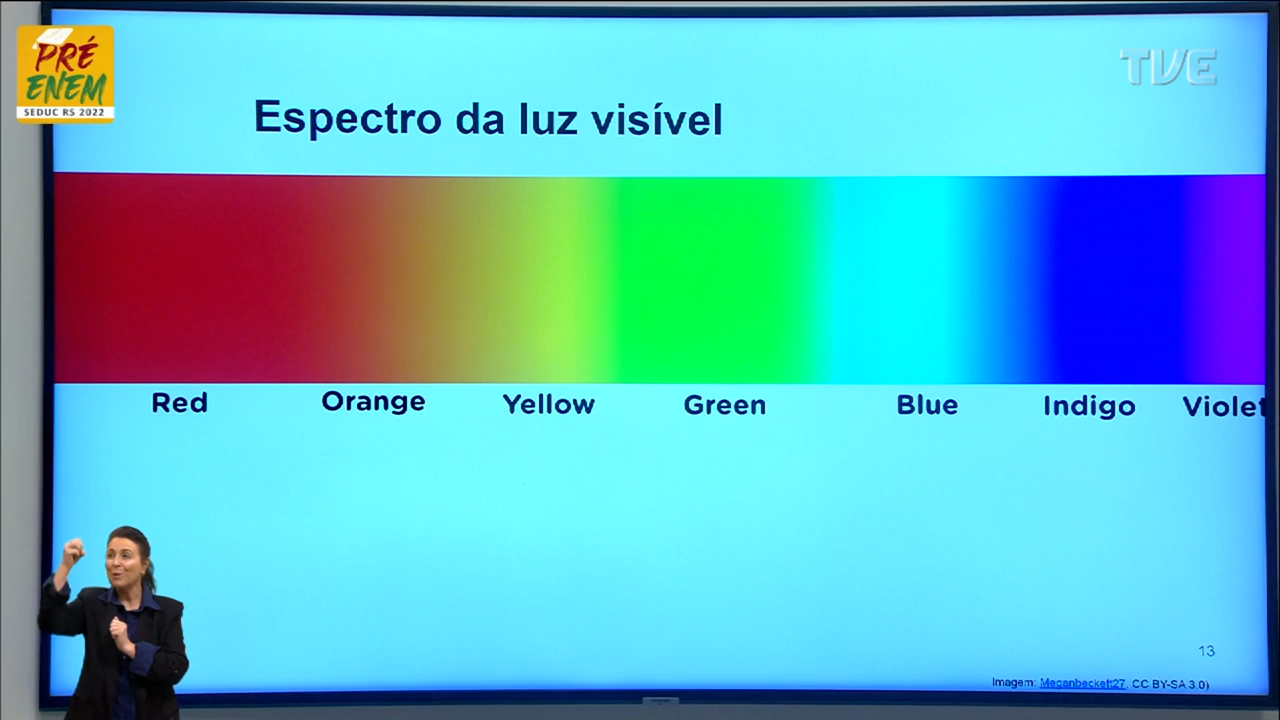 PRÉ
ENEM
SEDUC RS 2022
TVE
Espectro da luz visível
Red Orange Yellow Green Blue Indigo Violet
13
Imagem: Meganbeckett27, CC BY-SA 3.0)